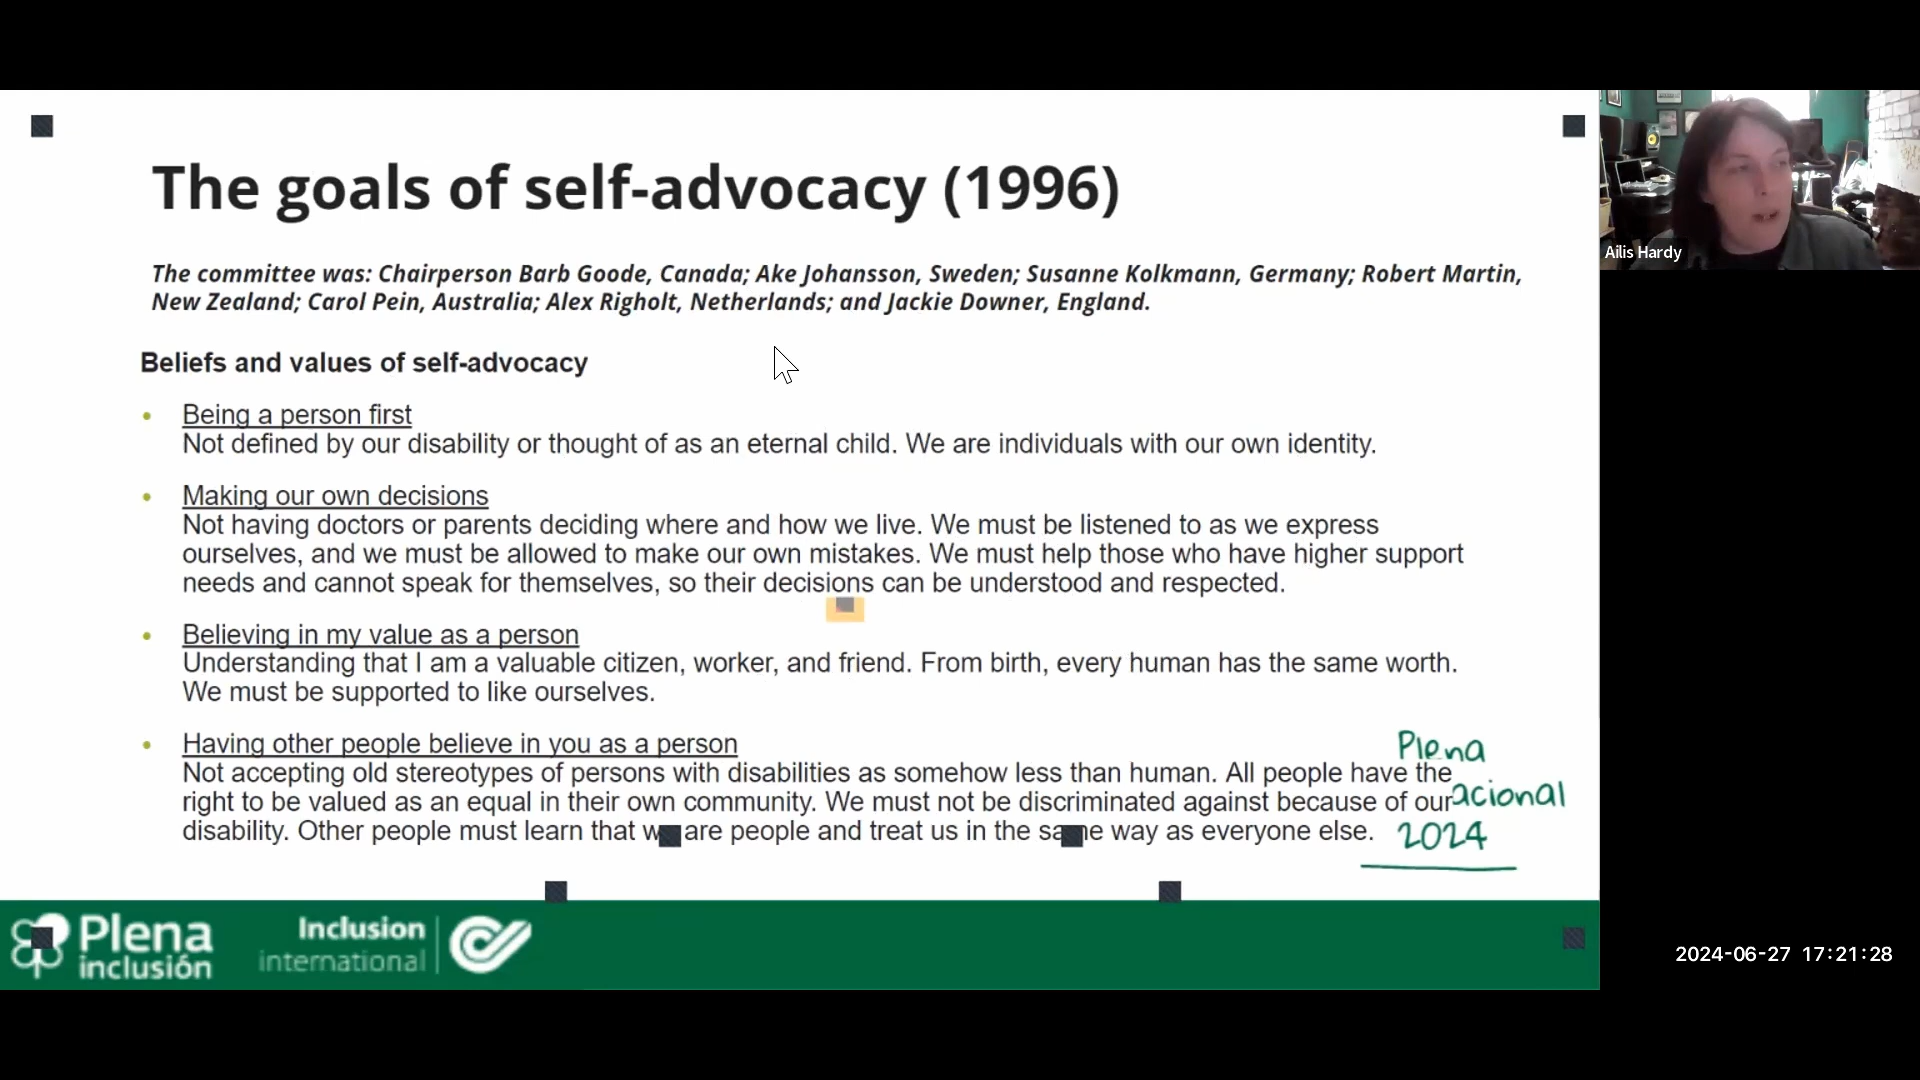 The goals of self-advocacy (1996)
The committee was: Chairperson Barb Goode, Canada; Ake Johansson, Sweden; Susanne Kolkmann, Germany; Robert Martin,
New Zealand; Carol Pein, Australia; Alex Righolt, Netherlands; and Jackie Downer, England.
Beliefs and values of self-advocacy
• Being a person first
Not defined by our disability or thought of as an eternal child. We are individuals with our own identity.
• Making our own decisions
Not having doctors or parents deciding where and how we live. We must be listened to as we express
ourselves, and we must be allowed to make our own mistakes. We must help those who have higher support
needs and cannot speak for themselves, so their decisions can be understood and respected.
• Believing in my value as a person
Understanding that I am a valuable citizen, worker, and friend. From birth, every human has the same worth.
We must be supported to like ourselves.
• Having other people believe in you as a person
Not accepting old stereotypes of persons with disabilities as somehow less than human. All people have the
right to be valued as an equal in their own community. We must not be discriminated against because of our
disability. Other people must learn that we are people and treat us in the same way as everyone else.
Plena
acional
2024
Plena
inclusión
Inclusion
international
Ailis Hardy
2024-06-27 17:21:28